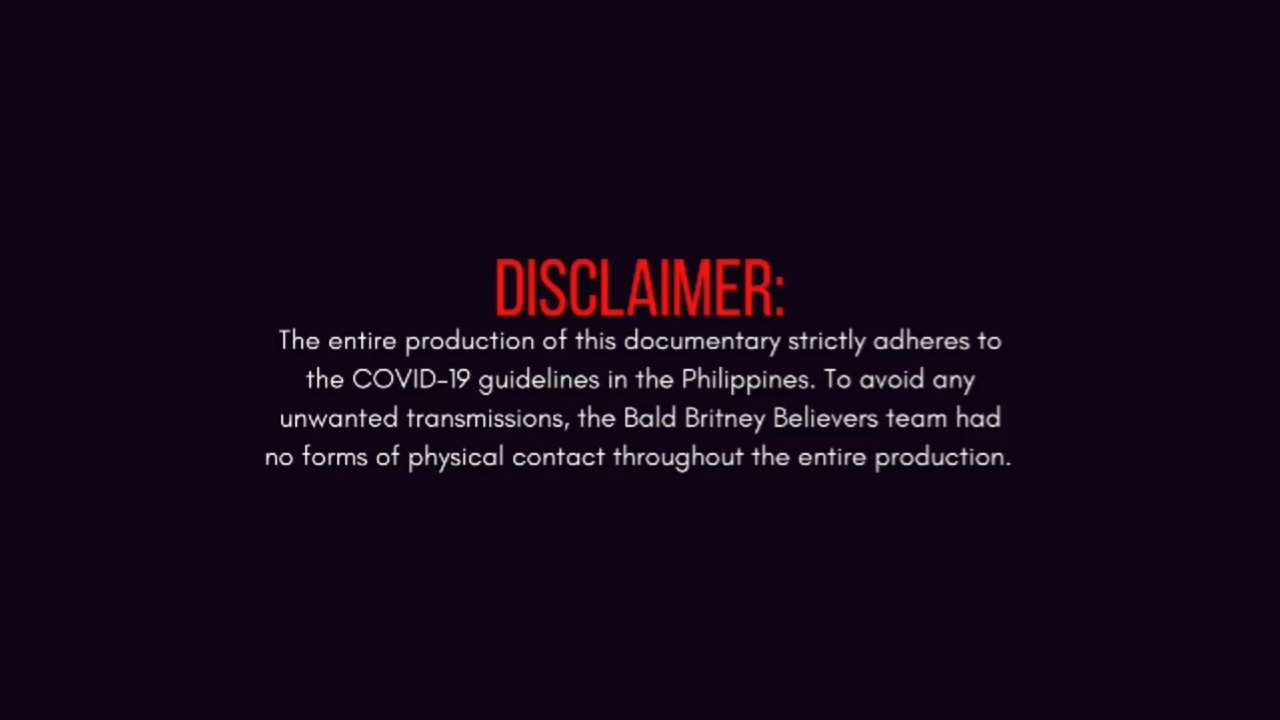 DISCLAIMER:
The entire production of this documentary strictly adheres to
the COVID-19 guidelines in the Philippines. To avoid any
unwanted transmissions, the Bald Britney Believers team had
no forms of physical contact throughout the entire production.